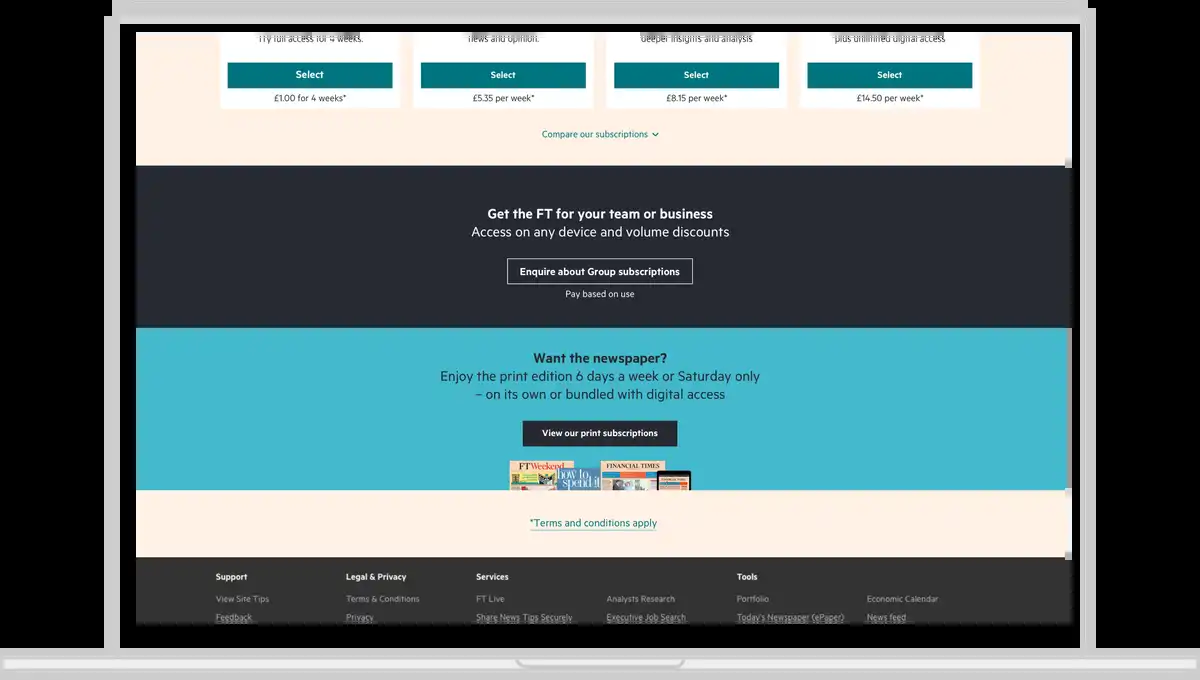 Try full access for 4 weeks.
news and opinion.
deeper insights and analysis
plus unlimited digital access
Select
Select
Select
Select
£1.00 for 4 weeks*
£5.35 per week*
£8.15 per week*
£14.50 per week*
Compare our subscriptions
Get the FT for your team or business
Access on any device and volume discounts
Enquire about Group subscriptions
Pay based on use
Want the newspaper?
Enjoy the print edition 6 days a week or Saturday only
– on its own or bundled with digital access
View our print subscriptions
FTWeekend
FINANCIAL TIMES
how to
spend it
*Terms and conditions apply
Support
Legal & Privacy
Services
Tools
View Site Tips
Terms & Conditions
FT Live
Analysts Research
Portfolio
Economic Calendar
Feedback
Privacy
Share News Tips Securely
Executive Job Search
Today's Newspaper (ePaper)
News feed